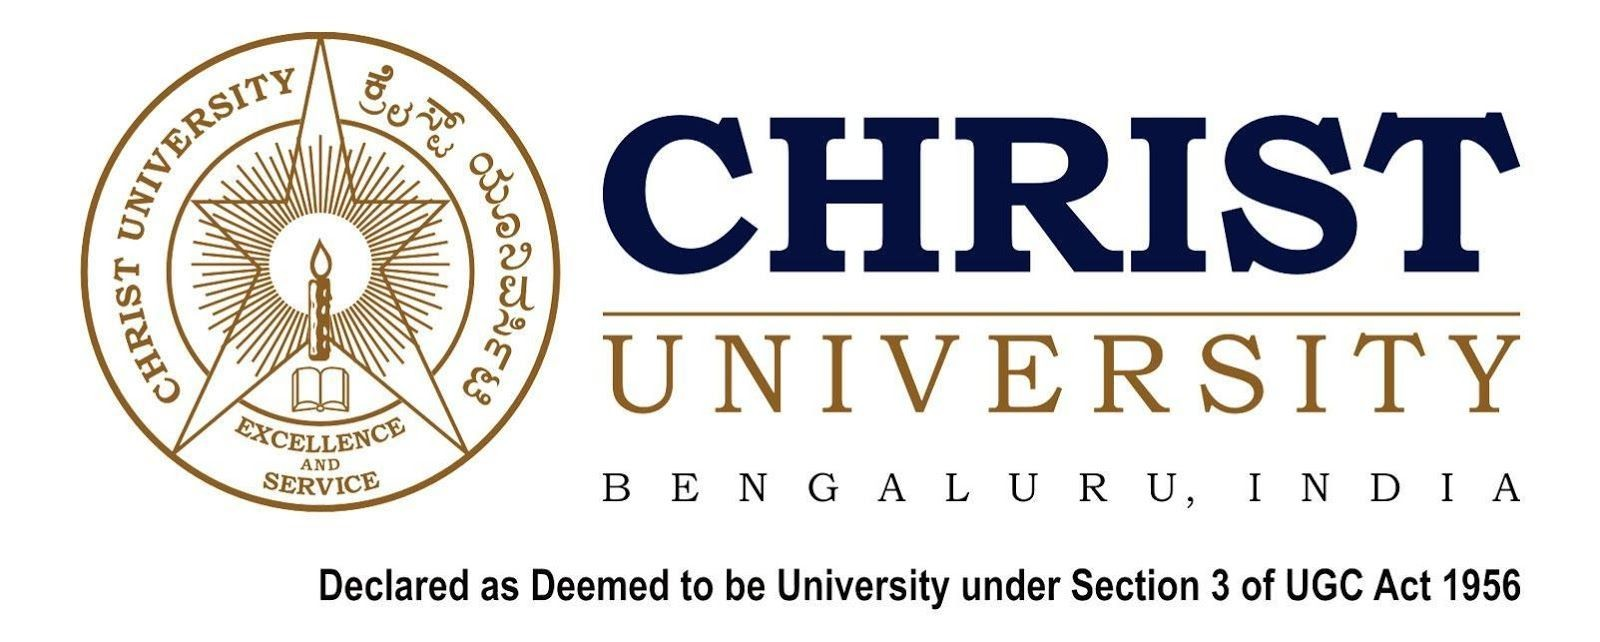 CHRIST UNIVERSITY
ಕ್ರೈಸ್ಟ್ ಯೂನಿವರ್ಸಿಟಿ
EXCELLENCE
AND
SERVICE
CHRIST
UNIVERSITY
BENGALURU, INDIA
Declared as Deemed to be University under Section 3 of UGC Act 1956